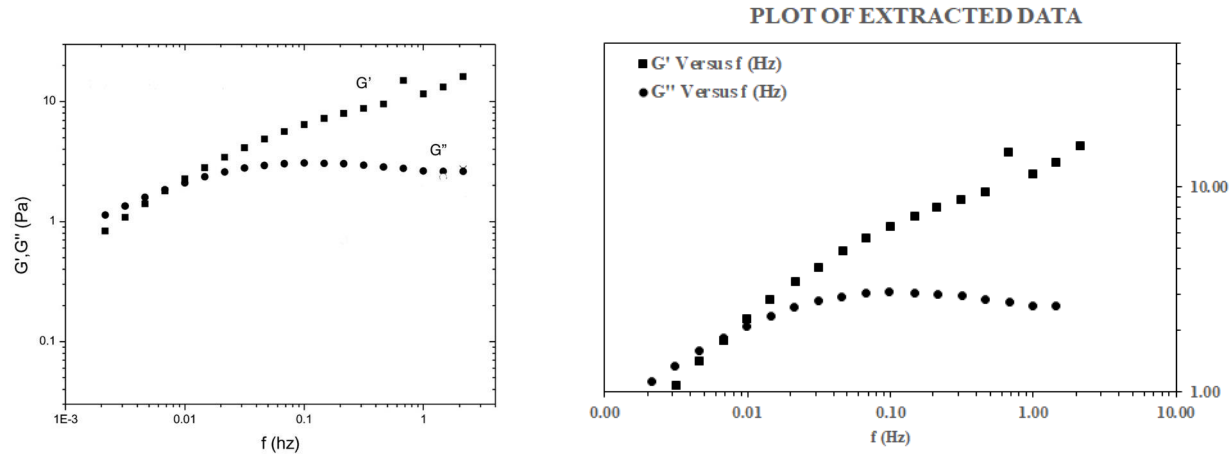 PLOT OF EXTRACTED DATA
G'
G"
10
1
0.1
G',G" (Pa)
1E-3
0.01
0.1
1
f (hz)
G' Versus f (Hz)
G'' Versus f (Hz)
10.00
1.00
0.00
0.01
0.10
1.00
10.00
f (Hz)